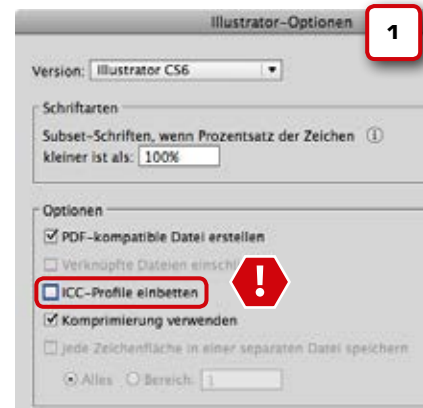 Illustrator-Optionen
1
Version: Illustrator CS6
Schriftarten
Subset-Schriften, wenn Prozentsatz der Zeichen
kleiner ist als: 100%
Optionen
PDF-kompatible Datei erstellen
Verknüpfte Dateien
!
ICC-Profile einbetten
Komprimierung verwenden
Jede Zeichenfläche in einer separaten Datei speichern
Alles Bereich: 1